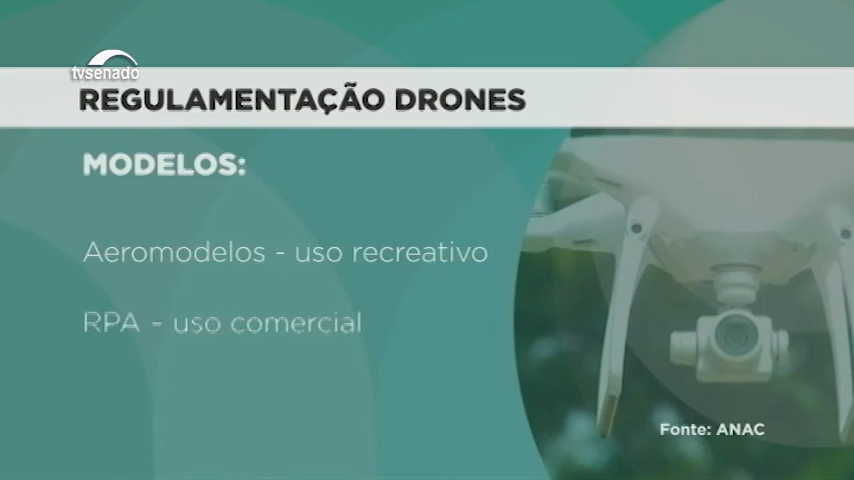 tvsenado
REGULAMENTAÇÃO DRONES
MODELOS:
Aeromodelos - uso recreativo
RPA – uso comercial
Fonte: ANAC